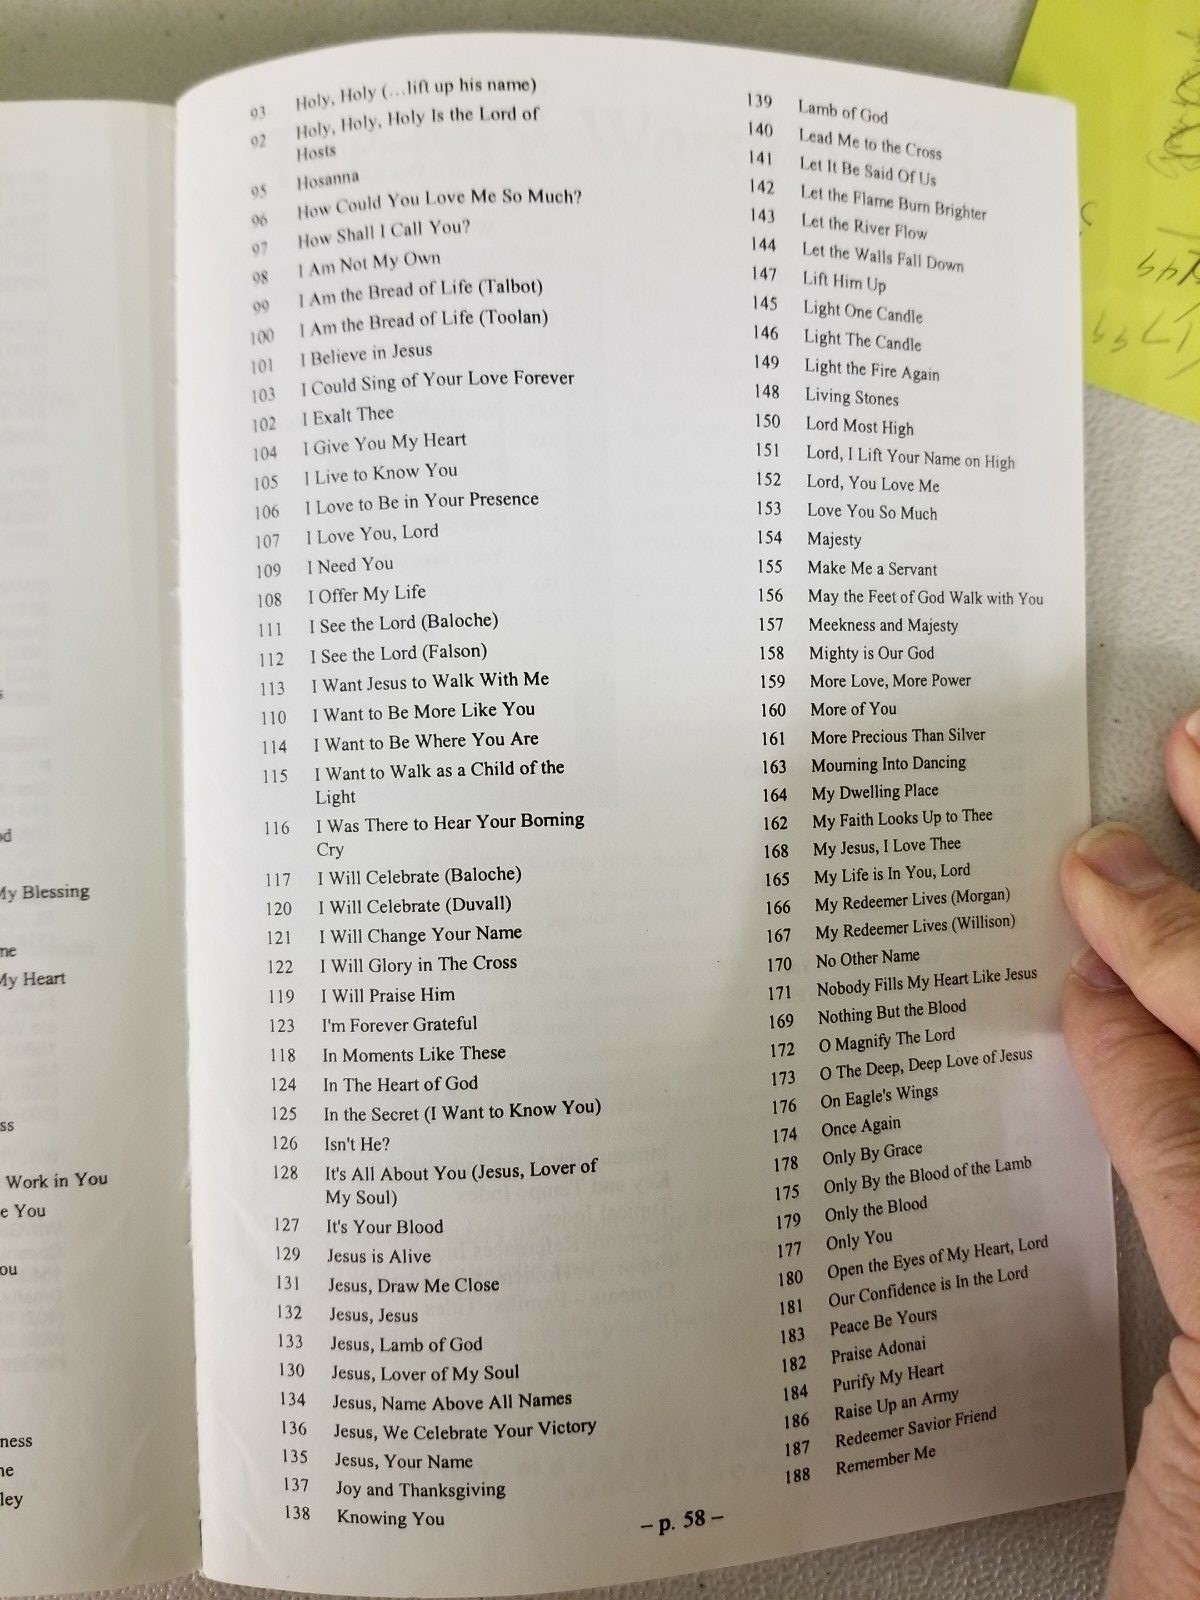 My Blessing
My Heart
Work in You
93 Holy, Holy (...lift up his name)
92 Holy, Holy, Holy Is the Lord of
Hosts
95 Hosanna
96 How Could You Love Me So Much?
97 How Shall I Call You?
98 I Am Not My Own
99 I Am the Bread of Life (Talbot)
100 I Am the Bread of Life (Toolan)
101 I Believe in Jesus
103 I Could Sing of Your Love Forever
102 I Exalt Thee
104 I Give You My Heart
105 I Live to Know You
106 I Love to Be in Your Presence
107 I Love You, Lord
109 I Need You
108 I Offer My Life
111 I See the Lord (Baloche)
112 I See the Lord (Falson)
113 I Want Jesus to Walk With Me
110 I Want to Be More Like You
114 I Want to Be Where You Are
115 I Want to Walk as a Child of the
Light
116 I Was There to Hear Your Borning
Cry
117 I Will Celebrate (Baloche)
120 I Will Celebrate (Duvall)
121 I Will Change Your Name
122 I Will Glory in The Cross
119 I Will Praise Him
123 I'm Forever Grateful
118 In Moments Like These
124 In The Heart of God
125 In the Secret (I Want to Know You)
126 Isn't He?
128 It's All About You (Jesus, Lover of
My Soul)
127 It's Your Blood
129 Jesus is Alive
131 Jesus, Draw Me Close
132 Jesus, Jesus
133 Jesus, Lamb of God
130 Jesus, Lover of My Soul
134 Jesus, Name Above All Names
136 Jesus, We Celebrate Your Victory
135 Jesus, Your Name
137 Joy and Thanksgiving
138 Knowing You
139 Lamb of God
140 Lead Me to the Cross
141 Let It Be Said Of Us
142 Let the Flame Burn Brighter
143 Let the River Flow
144 Let the Walls Fall Down
147 Lift Him Up
145 Light One Candle
146 Light The Candle
149 Light the Fire Again
148 Living Stones
150 Lord Most High
151 Lord, I Lift Your Name on High
152 Lord, You Love Me
153 Love You So Much
154 Majesty
155 Make Me a Servant
156 May the Feet of God Walk with You
157 Meekness and Majesty
158 Mighty is Our God
159 More Love, More Power
160 More of You
161 More Precious Than Silver
163 Mourning Into Dancing
164 My Dwelling Place
162 My Faith Looks Up to Thee
168 My Jesus, I Love Thee
165 My Life is In You, Lord
166 My Redeemer Lives (Morgan)
167 My Redeemer Lives (Willison)
170 No Other Name
171 Nobody Fills My Heart Like Jesus
169 Nothing But the Blood
172 O Magnify The Lord
173 O The Deep, Deep Love of Jesus
176 On Eagle's Wings
174 Once Again
178 Only By Grace
175 Only By the Blood of the Lamb
179 Only the Blood
177 Only You
180 Open the Eyes of My Heart, Lord
181 Our Confidence is In the Lord
183 Peace Be Yours
182 Praise Adonai
184 Purify My Heart
186 Raise Up an Army
187 Redeemer Savior Friend
188 Remember Me
– p. 58 –